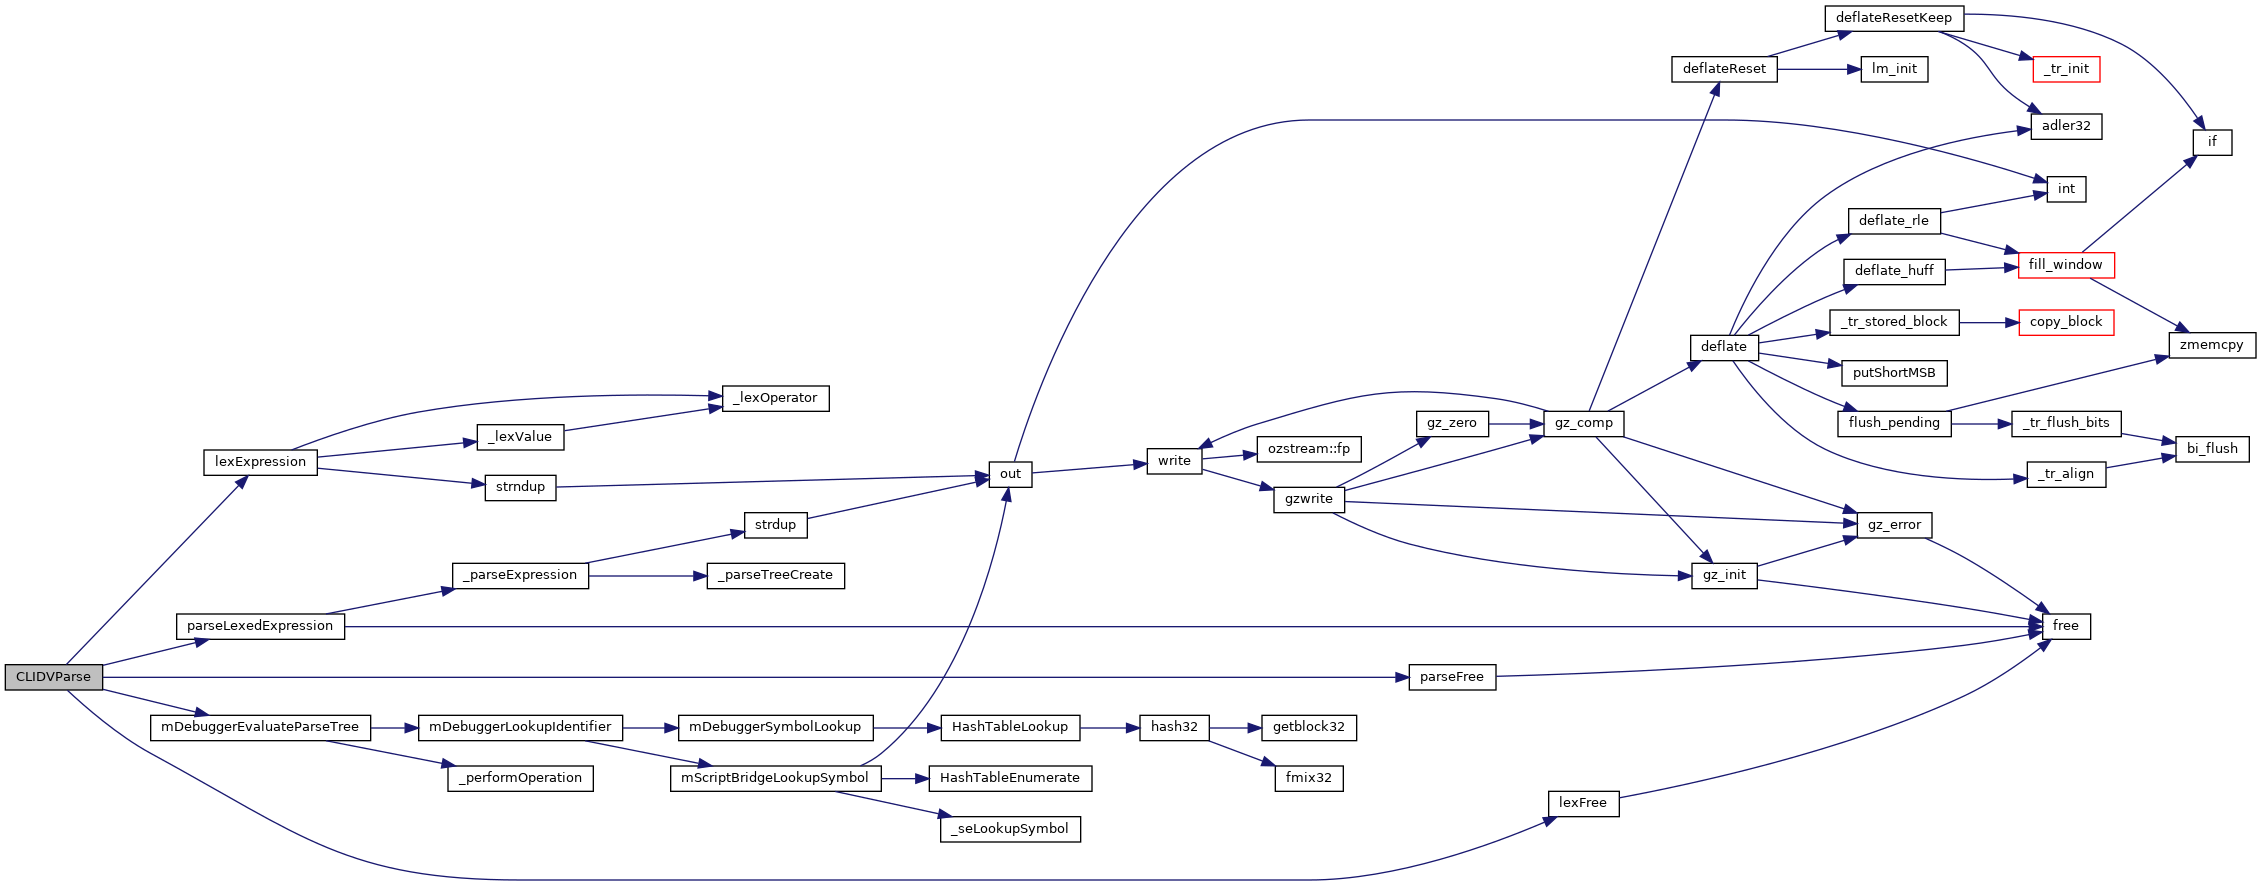 CLIDVParse
lexExpression
parseLexedExpression
mDebuggerEvaluateParseTree
_lexValue
strndup
_parseExpression
mDebuggerLookupIdentifier
_performOperation
_lexOperator
strdup
_parseTreeCreate
mDebuggerSymbolLookup
mScriptBridgeLookupSymbol
out
HashTableLookup
HashTableEnumerate
_seLookupSymbol
write
hash32
ozstream::fp
gzwrite
getblock32
fmix32
gz_zero
parseFree
gz_comp
lexFree
deflateReset
deflate
gz_init
deflateResetKeep
lm_init
deflate_rle
deflate_huff
_tr_stored_block
putShortMSB
flush_pending
gz_error
_tr_init
adler32
int
fill_window
copy_block
_tr_flush_bits
_tr_align
free
if
zmemcpy
bi_flush